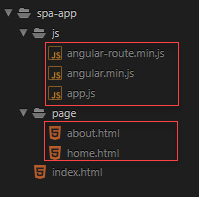 spa-app
js
angular-route.min.js
angular.min.js
app.js
page
about.html
home.html
index.html